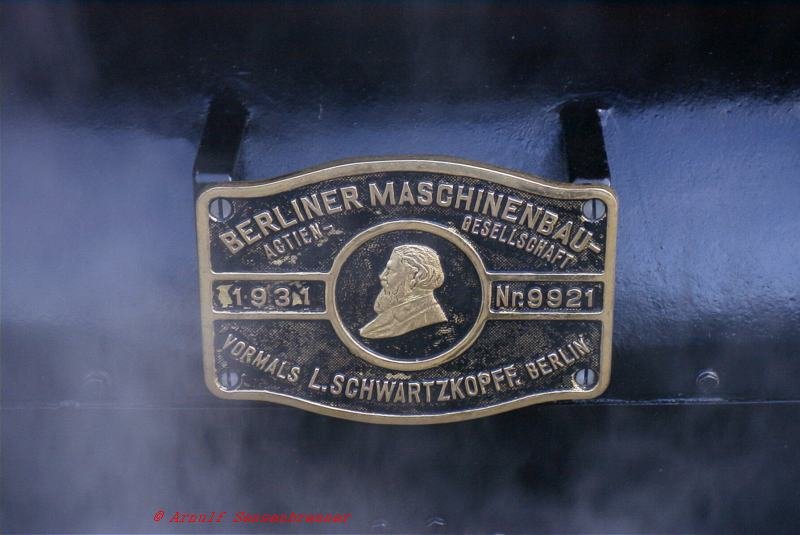 BERLINER MASCHINENBAU-
ACTIEN- GESELLSCHAFT
1931 Nr.9921
VORMALS L.SCHWARTZKOPFF, BERLIN
© Arnulf